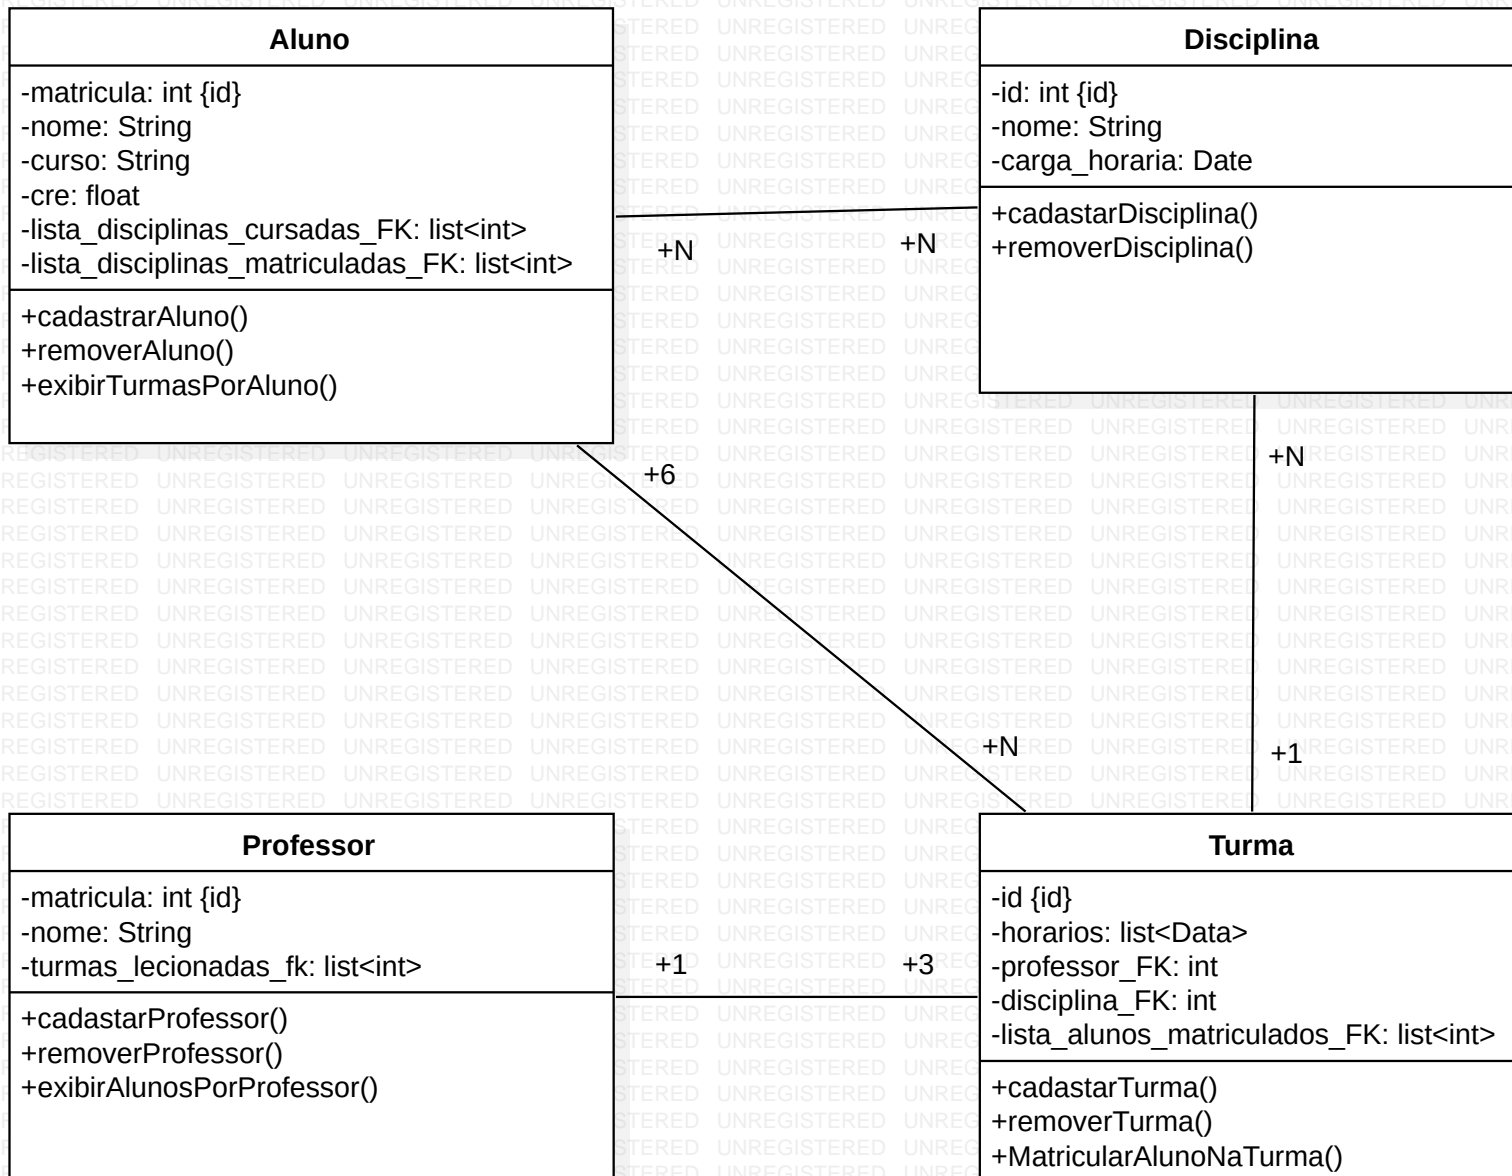 Aluno
-matricula: int {id}
-nome: String
-curso: String
-cre: float
-lista_disciplinas_cursadas_FK: list<int>
-lista_disciplinas_matriculadas_FK: list<int>
+cadastrarAluno()
+removerAluno()
+exibirTurmasPorAluno()
Disciplina
-id: int {id}
-nome: String
-carga_horaria: Date
+cadastarDisciplina()
+removerDisciplina()
+N
+N
+6
+N
+N
+1
Professor
-matricula: int {id}
-nome: String
-turmas_lecionadas_fk: list<int>
+cadastarProfessor()
+removerProfessor()
+exibirAlunosPorProfessor()
+1
+3
Turma
-id {id}
-horarios: list<Data>
-professor_FK: int
-disciplina_FK: int
-lista_alunos_matriculados_FK: list<int>
+cadastarTurma()
+removerTurma()
+MatricularAlunoNaTurma()
UNREGISTERED